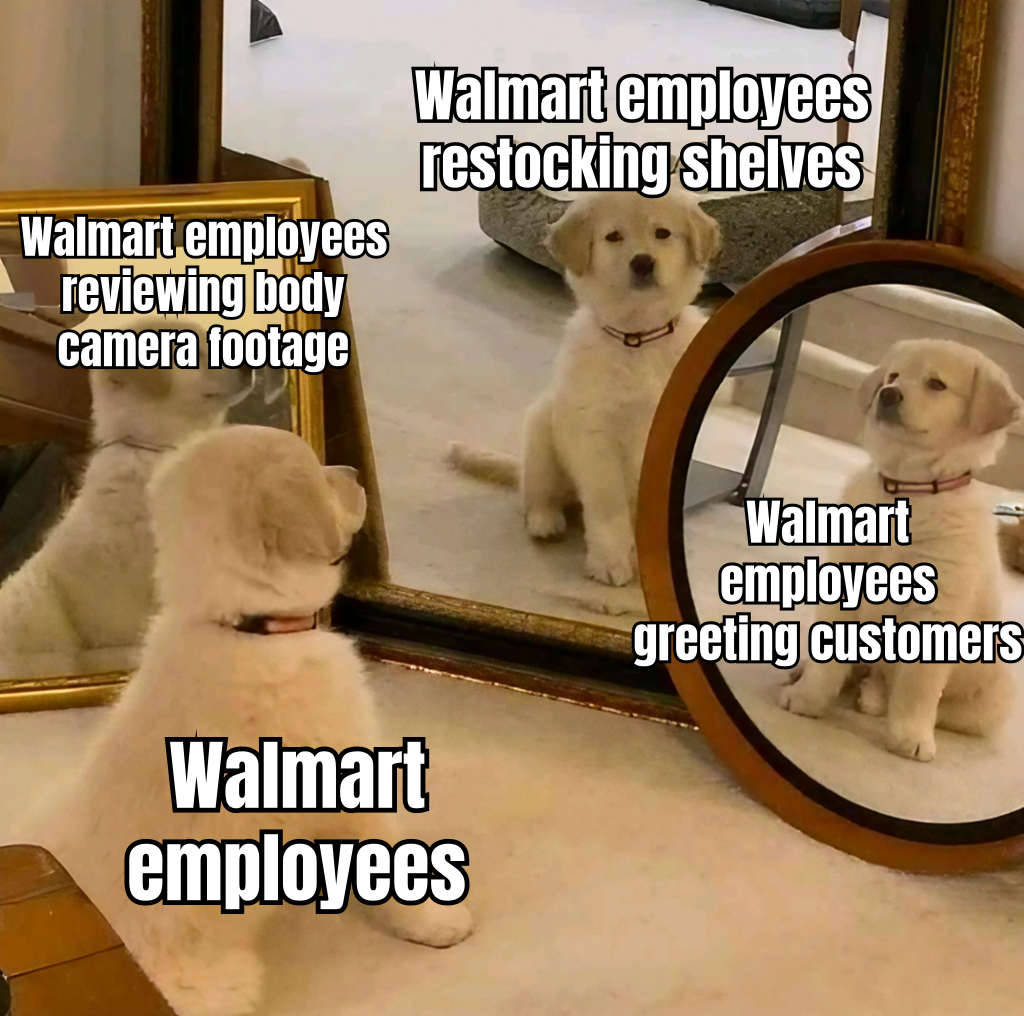 Walmart employees
restocking shelves
Walmart employees
reviewing body
camera footage
Walmart
employees
greeting customers
Walmart
employees